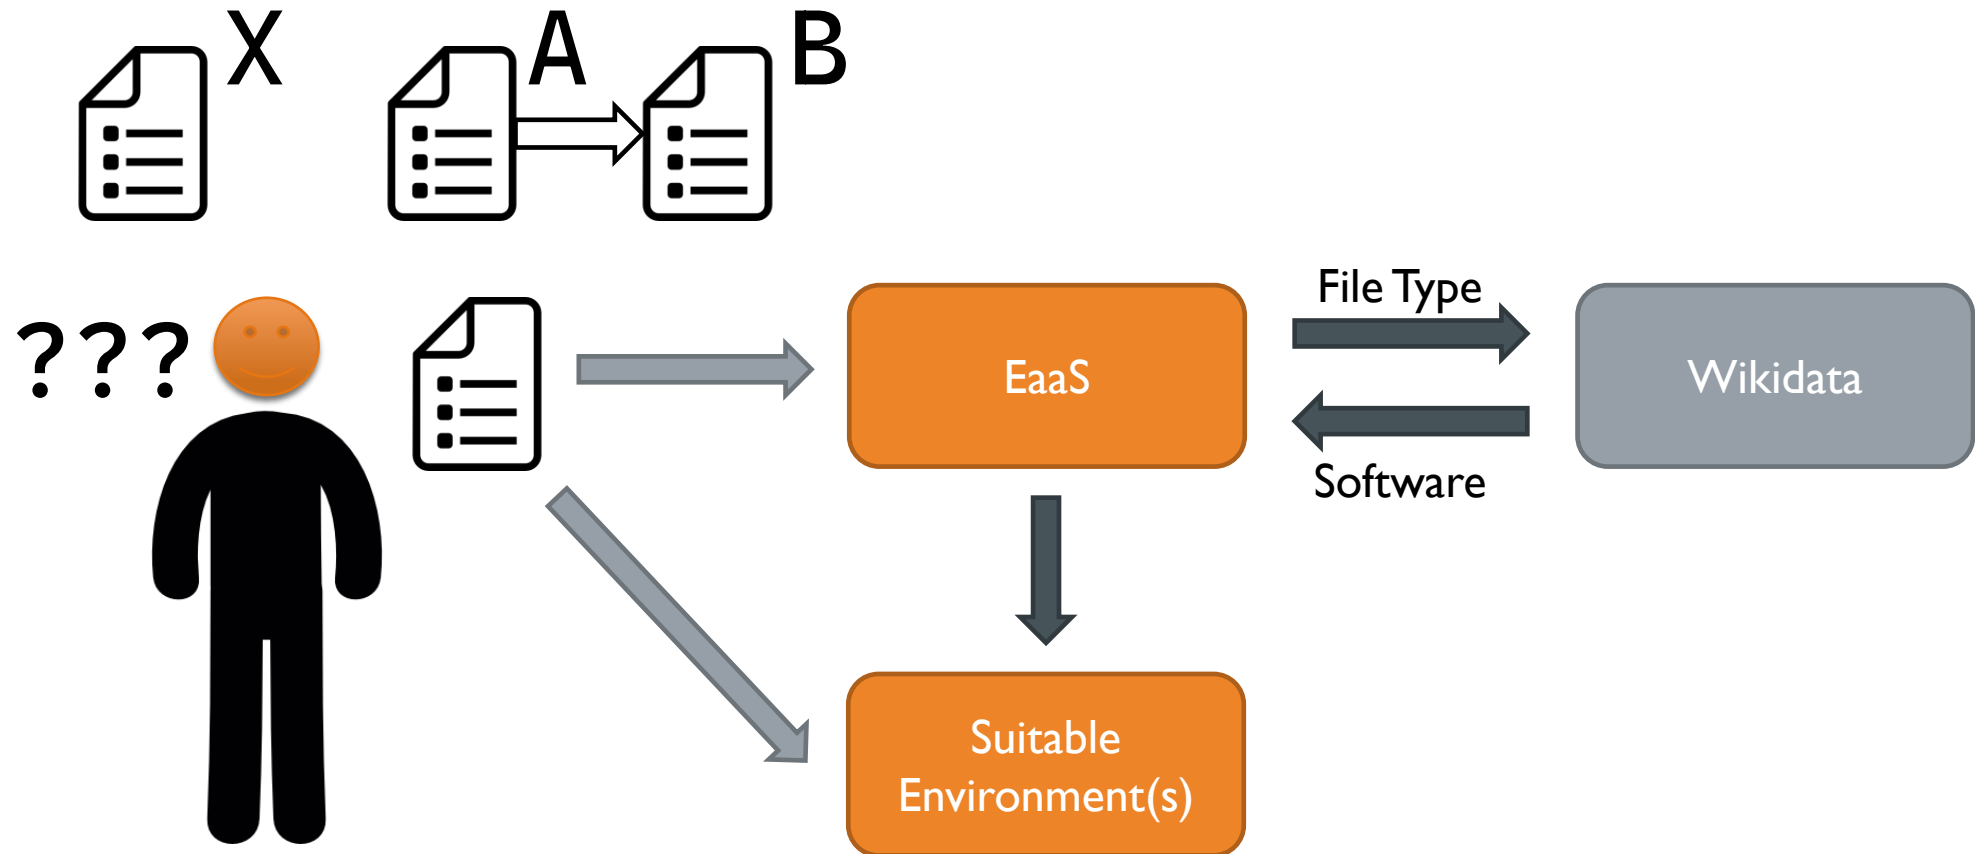 X
A
B
???
File Type
EaaS
Wikidata
Software
Suitable
Environment(s)